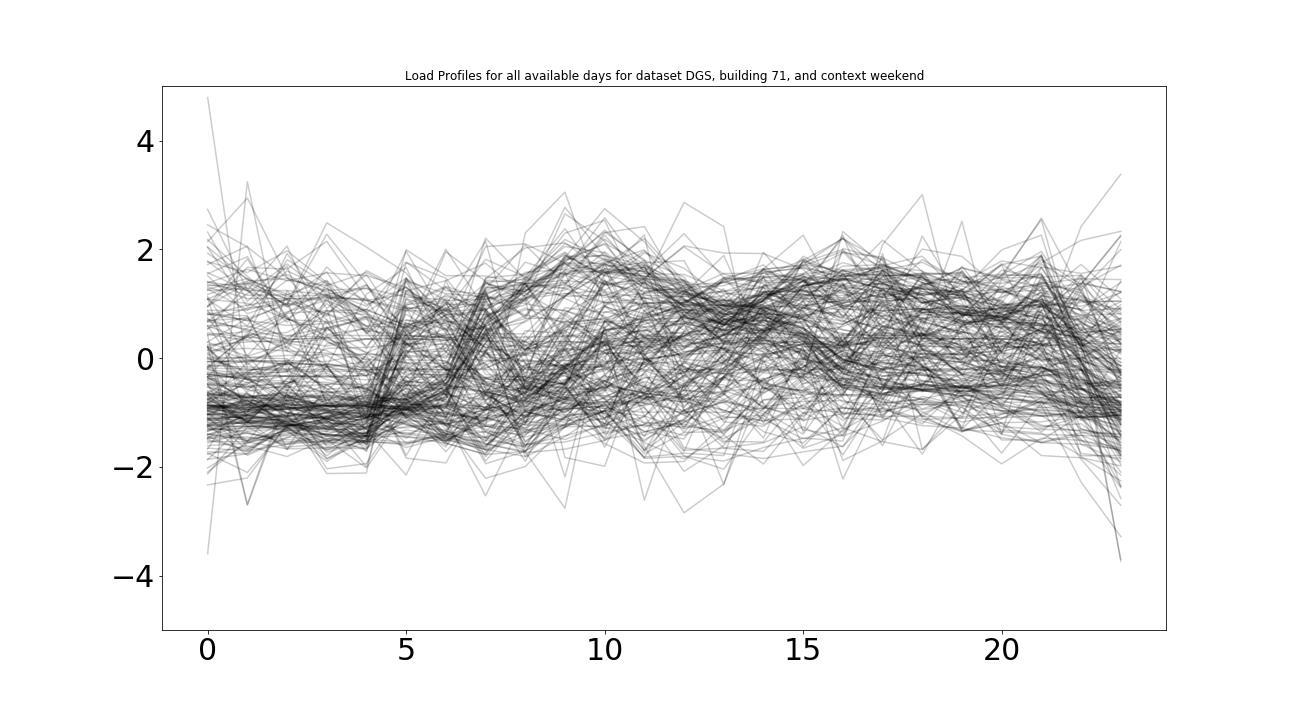 Load Profiles for all available days for dataset DGS, building 71, and context weekend
4
2
0
−2
−4
0 5 10 15 20